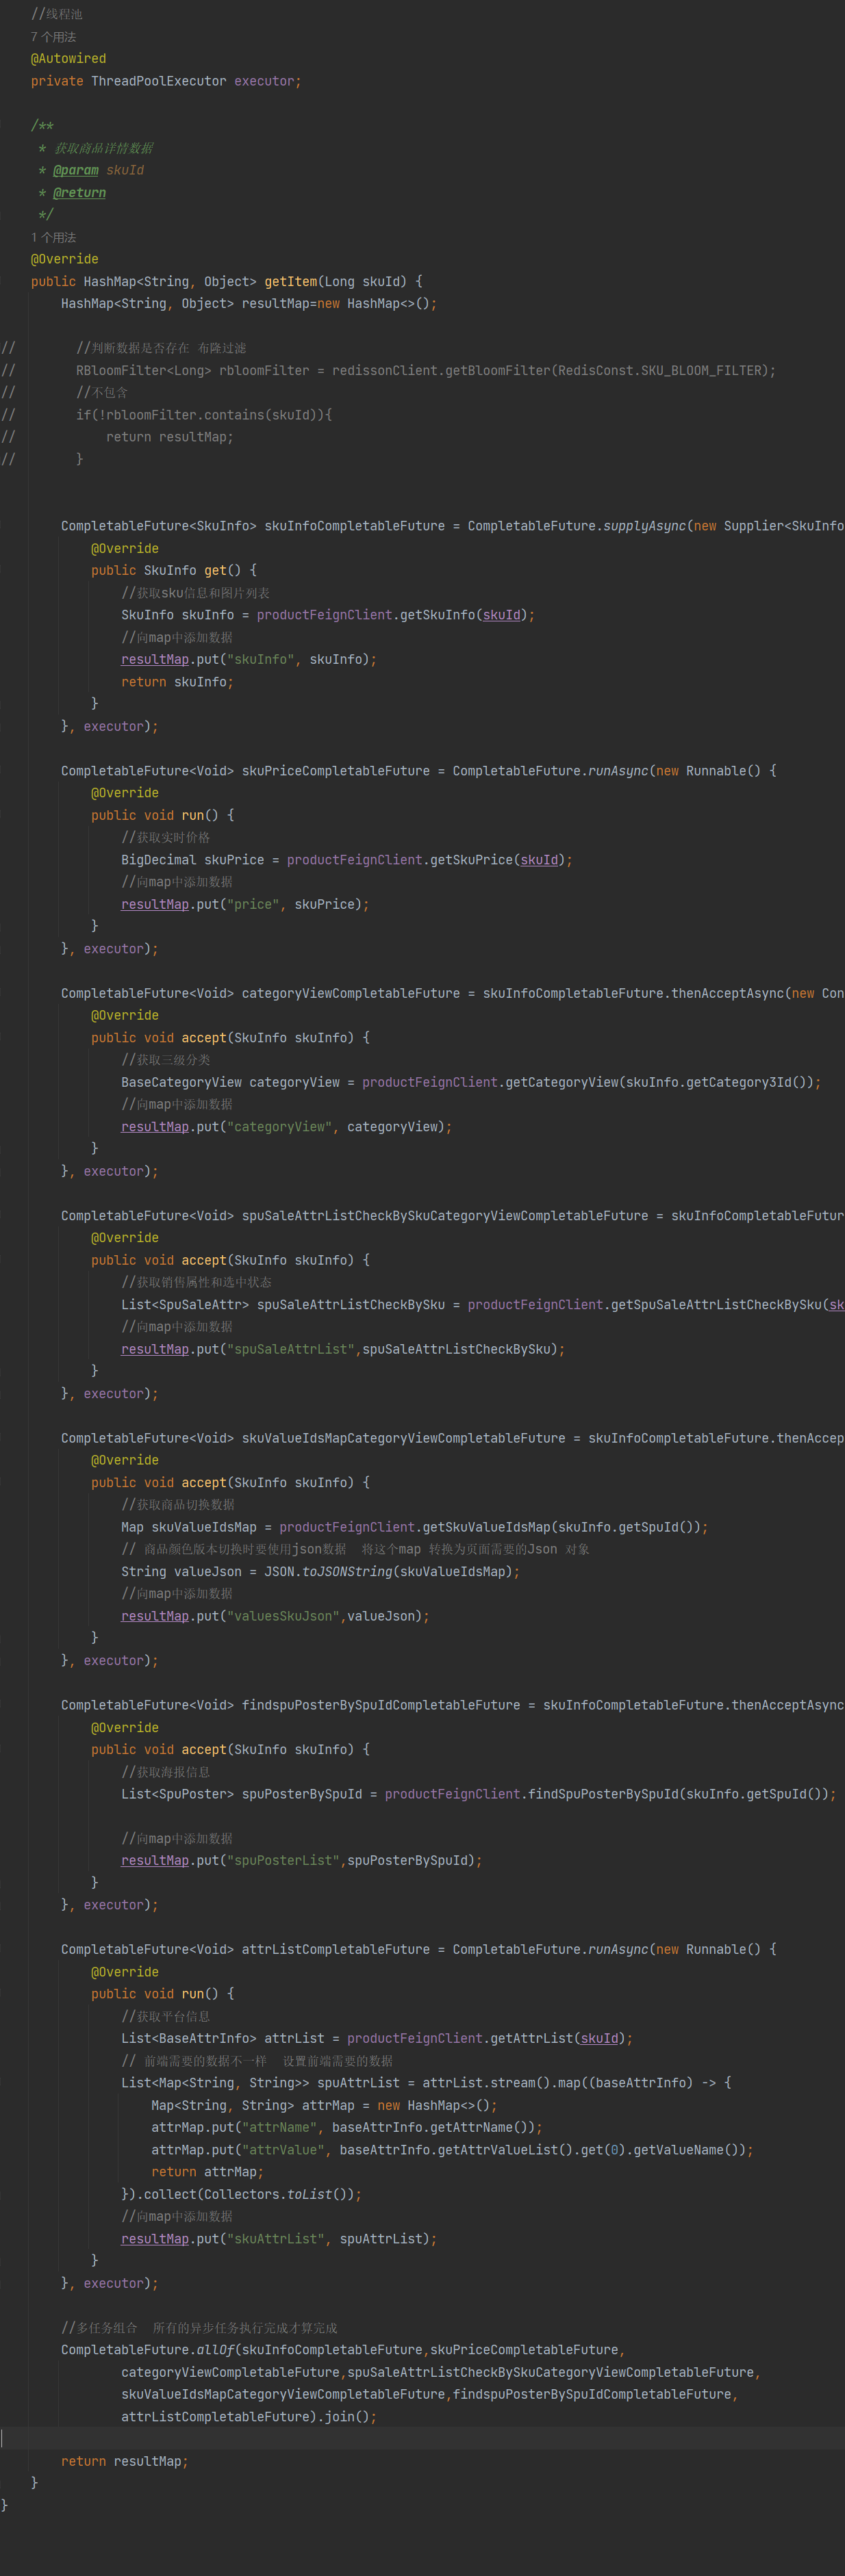 //线程池
7 个用法
@Autowired
private ThreadPoolExecutor executor;
/**
 * 获取商品详情数据
 * @param skuId
 * @return
 */
1 个用法
@Override
public HashMap<String, Object> getItem(Long skuId) {
    HashMap<String, Object> resultMap=new HashMap<>();
//        //判断数据是否存在 布隆过滤
//        RBloomFilter<Long> rbloomFilter = redissonClient.getBloomFilter(RedisConst.SKU_BLOOM_FILTER);
//        //不包含
//        if(!rbloomFilter.contains(skuId)){
//            return resultMap;
//        }
    CompletableFuture<SkuInfo> skuInfoCompletableFuture = CompletableFuture.supplyAsync(new Supplier<SkuInfo
        @Override
        public SkuInfo get() {
            //获取sku信息和图片列表
            SkuInfo skuInfo = productFeignClient.getSkuInfo(skuId);
            //向map中添加数据
            resultMap.put("skuInfo", skuInfo);
            return skuInfo;
        }
    }, executor);
    CompletableFuture<Void> skuPriceCompletableFuture = CompletableFuture.runAsync(new Runnable() {
        @Override
        public void run() {
            //获取实时价格
            BigDecimal skuPrice = productFeignClient.getSkuPrice(skuId);
            //向map中添加数据
            resultMap.put("price", skuPrice);
        }
    }, executor);
    CompletableFuture<Void> categoryViewCompletableFuture = skuInfoCompletableFuture.thenAcceptAsync(new Con
        @Override
        public void accept(SkuInfo skuInfo) {
            //获取三级分类
            BaseCategoryView categoryView = productFeignClient.getCategoryView(skuInfo.getCategory3Id());
            //向map中添加数据
            resultMap.put("categoryView", categoryView);
        }
    }, executor);
    CompletableFuture<Void> spuSaleAttrListCheckBySkuCategoryViewCompletableFuture = skuInfoCompletableFutur
        @Override
        public void accept(SkuInfo skuInfo) {
            //获取销售属性和选中状态
            List<SpuSaleAttr> spuSaleAttrListCheckBySku = productFeignClient.getSpuSaleAttrListCheckBySku(sk
            //向map中添加数据
            resultMap.put("spuSaleAttrList",spuSaleAttrListCheckBySku);
        }
    }, executor);
    CompletableFuture<Void> skuValueIdsMapCategoryViewCompletableFuture = skuInfoCompletableFuture.thenAccep
        @Override
        public void accept(SkuInfo skuInfo) {
            //获取商品切换数据
            Map skuValueIdsMap = productFeignClient.getSkuValueIdsMap(skuInfo.getSpuId());
            // 商品颜色版本切换时要使用json数据  将这个map 转换为页面需要的Json 对象
            String valueJson = JSON.toJSONString(skuValueIdsMap);
            //向map中添加数据
            resultMap.put("valuesSkuJson",valueJson);
        }
    }, executor);
    CompletableFuture<Void> findspuPosterBySpuIdCompletableFuture = skuInfoCompletableFuture.thenAcceptAsync
        @Override
        public void accept(SkuInfo skuInfo) {
            //获取海报信息
            List<SpuPoster> spuPosterBySpuId = productFeignClient.findSpuPosterBySpuId(skuInfo.getSpuId());
            //向map中添加数据
            resultMap.put("spuPosterList",spuPosterBySpuId);
        }
    }, executor);
    CompletableFuture<Void> attrListCompletableFuture = CompletableFuture.runAsync(new Runnable() {
        @Override
        public void run() {
            //获取平台信息
            List<BaseAttrInfo> attrList = productFeignClient.getAttrList(skuId);
            // 前端需要的数据不一样  设置前端需要的数据
            List<Map<String, String>> spuAttrList = attrList.stream().map((baseAttrInfo) -> {
                Map<String, String> attrMap = new HashMap<>();
                attrMap.put("attrName", baseAttrInfo.getAttrName());
                attrMap.put("attrValue", baseAttrInfo.getAttrValueList().get(0).getValueName());
                return attrMap;
            }).collect(Collectors.toList());
            //向map中添加数据
            resultMap.put("skuAttrList", spuAttrList);
        }
    }, executor);
    //多任务组合  所有的异步任务执行完成才算完成
    CompletableFuture.allOf(skuInfoCompletableFuture,skuPriceCompletableFuture,
            categoryViewCompletableFuture,spuSaleAttrListCheckBySkuCategoryViewCompletableFuture,
            skuValueIdsMapCategoryViewCompletableFuture,findspuPosterBySpuIdCompletableFuture,
            attrListCompletableFuture).join();
    return resultMap;
}
}